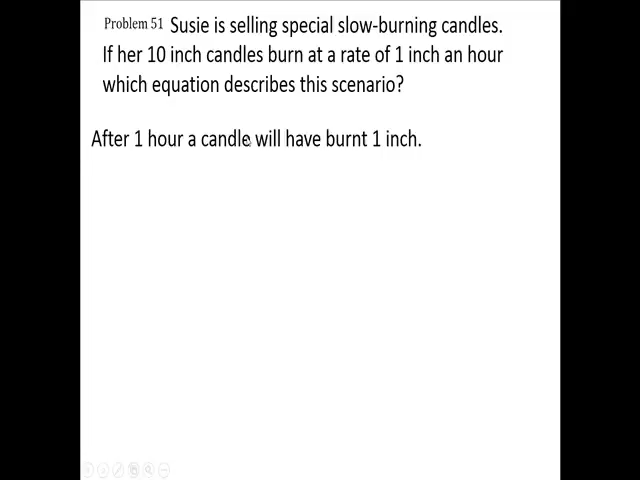 Problem 51 Susie is selling special slow-burning candles.
If her 10 inch candles burn at a rate of 1 inch an hour
which equation describes this scenario?
After 1 hour a candle will have burnt 1 inch.